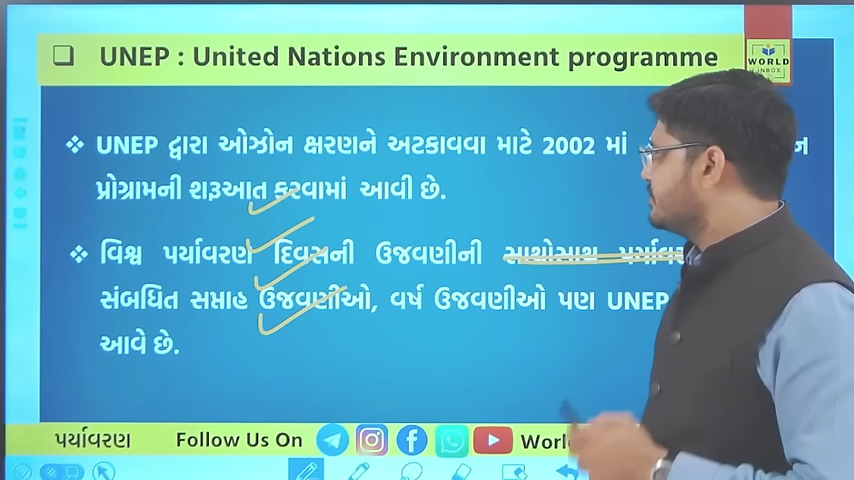 ❑ UNEP : United Nations Environment programme
WORLD
INBOX
❖ UNEP દ્વારા ઓઝોન ક્ષરણને અટકાવવા માટે 2002 માં
પ્રોગ્રામની શરૂઆત કરવામાં આવી છે.
❖ વિશ્વ પર્યાવરણ દિવસની ઉજવણીની સાથોસાથ
સંબધિત સપ્તાહ ઉજવણીઓ, વર્ષ ઉજવણીઓ પણ UNEP
આવે છે.
પર્યાવરણ Follow Us On